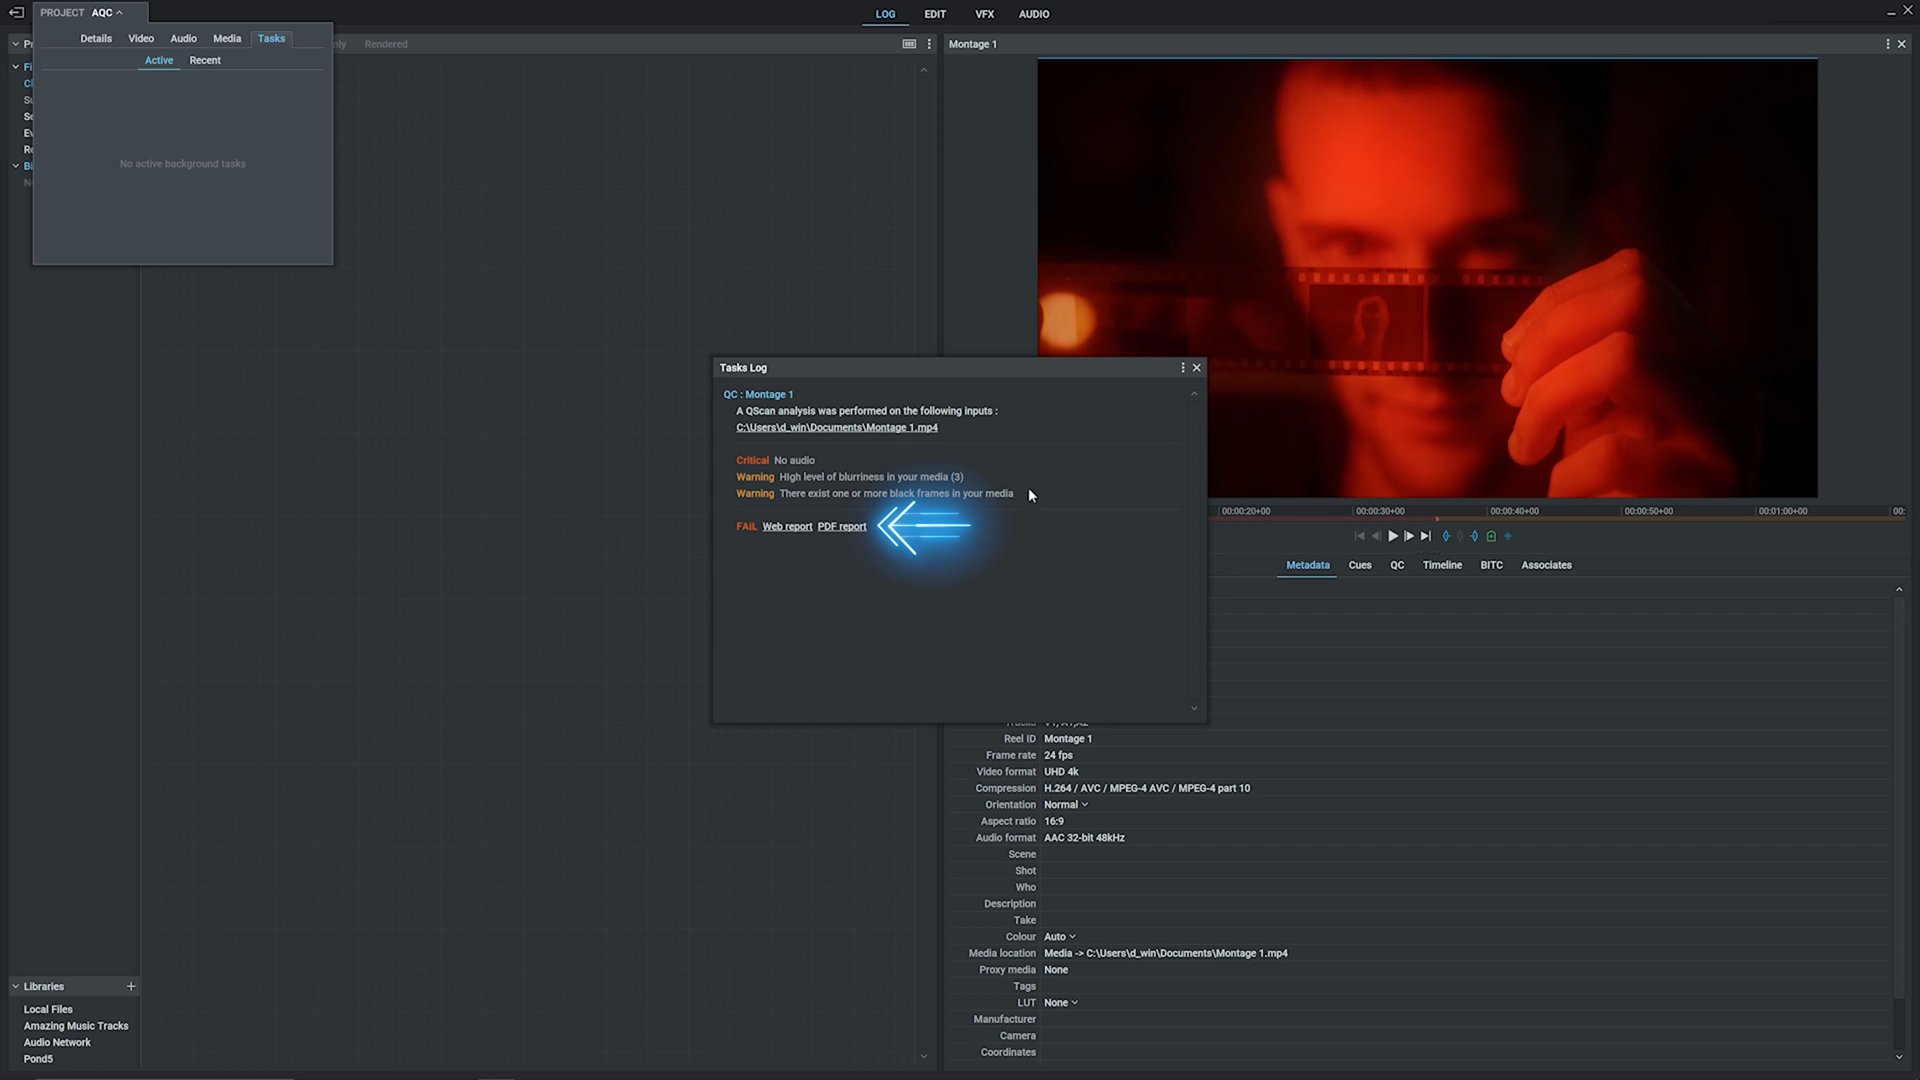 PROJECT AQC
LOG EDIT VFX AUDIO
Details Video Audio Media Tasks
Active Recent
No active background tasks
Rendered
Montage 1
Tasks Log
QC : Montage 1
A QScan analysis was performed on the following inputs :
C:\Users\d_win\Documents\Montage 1.mp4
Critical No audio
Warning High level of blurriness in your media (3)
Warning There exist one or more black frames in your media
FAIL Web report PDF report
00:00:20+00 00:00:30+00 00:00:40+00 00:00:50+00 00:01:00+00 00:
Metadata Cues QC Timeline BITC Associates
Reel ID Montage 1
Frame rate 24 fps
Video format UHD 4k
Compression H.264 / AVC / MPEG-4 AVC / MPEG-4 part 10
Orientation Normal
Aspect ratio 16:9
Audio format AAC 32-bit 48kHz
Scene
Shot
Who
Description
Take
Colour Auto
Media location Media -> C:\Users\d_win\Documents\Montage 1.mp4
Proxy media None
Tags
LUT None
Manufacturer
Camera
Coordinates
Libraries
Local Files
Amazing Music Tracks
Audio Network
Pond5